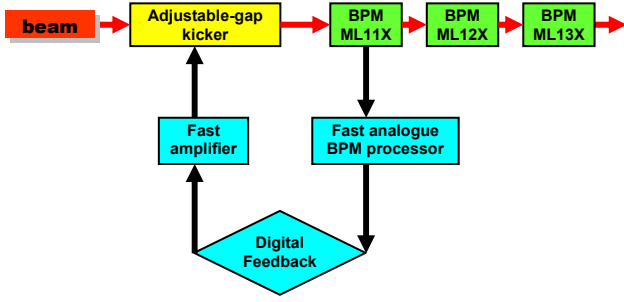 beam
Adjustable-gap
kicker
BPM
ML11X
BPM
ML12X
BPM
ML13X
Fast
amplifier
Fast analogue
BPM processor
Digital
Feedback